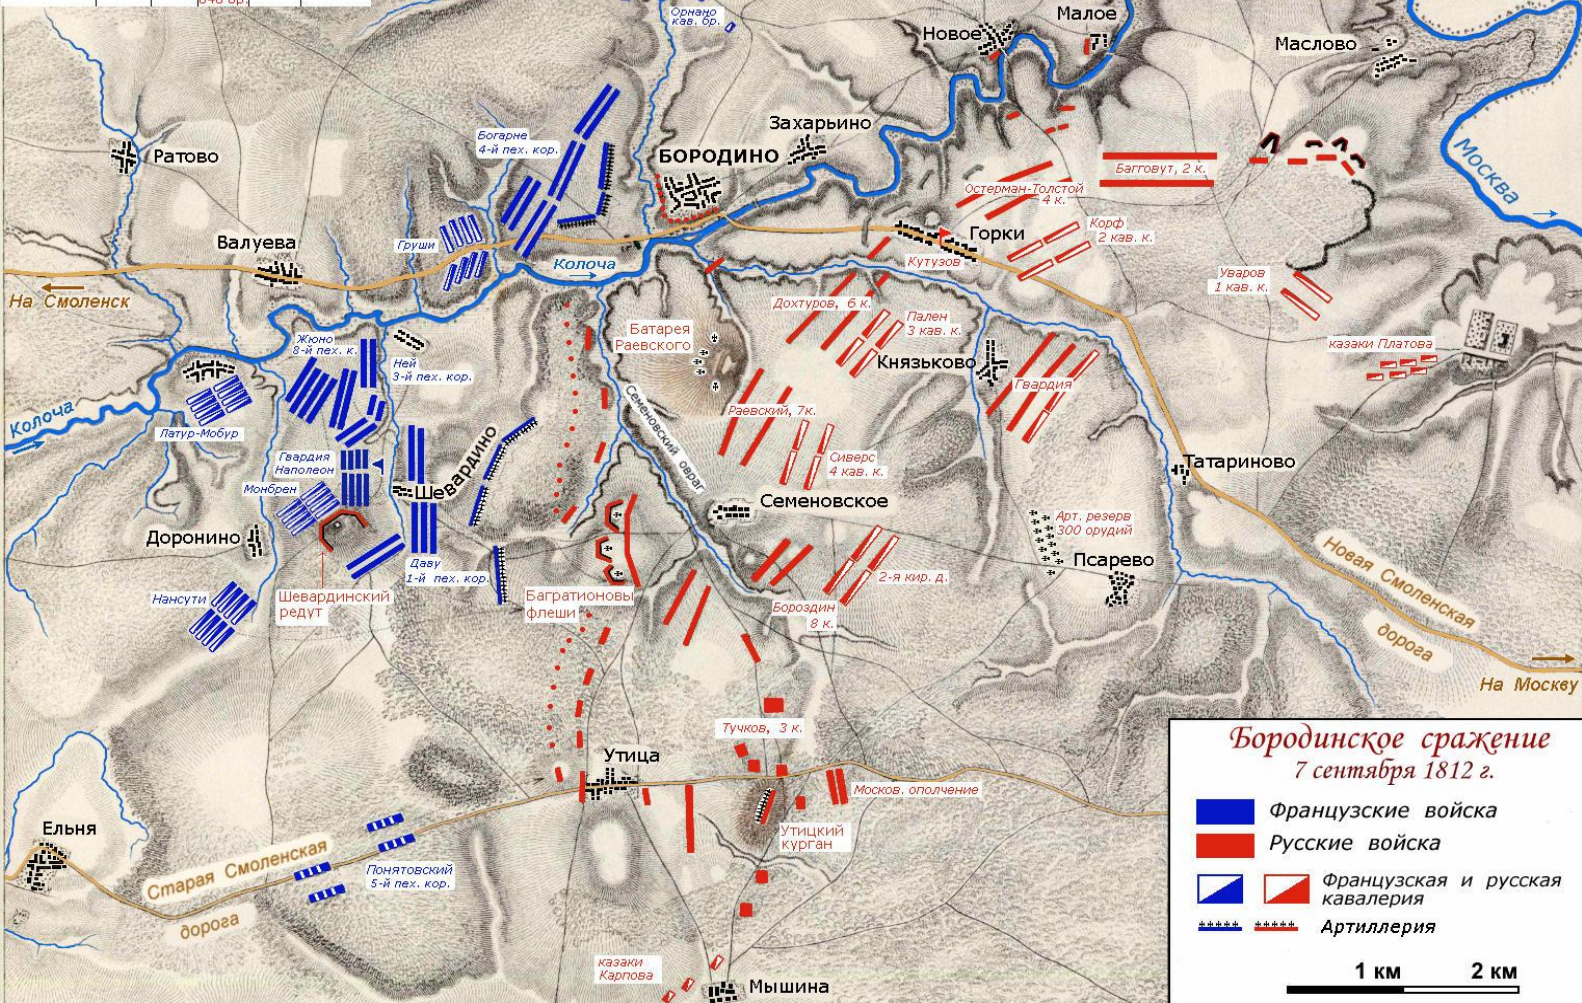 Орнано
кав. бр.
Малое
Новое
Маслово
Захарьино
Богарне
4-й пех. кор.
БОРОДИНО
Ратово
Москва
Багговут, 2 к.
Остерман-Толстой
4 к.
Корф
2 кав. к.
Горки
Кутузов
Груши
Валуева
Колоча
На Смоленск
Уваров
1 кав. к.
Дохтуров, 6 к.
Пален
3 кав. к.
Батарея
Раевского
Жюно
8-й пех. к.
Ней
3-й пех. кор.
казаки Платова
Князьково
Гвардия
Колоча
Латур-Мобур
Семеновский овраг
Раевский, 7к.
Сиверс
4 кав. к.
Гвардия
Наполеон
Монбрен
Шевардино
Татариново
Семеновское
Арт. резерв
300 орудий
Доронино
Псарево
Даву
1-й пех. кор.
2-я кир. д.
Новая Смоленская
дорога
Нансути
Шевардинский
редут
Багратионовы
флеши
Бороздин
8 к.
На Москву
Тучков, 3 к.
Утица
Москов. ополчение
Утицкий
курган
Ельня
Старая Смоленская
дорога
Понятовский
5-й пех. кор.
казаки
Карпова
Мышина
Бородинское сражение
7 сентября 1812 г.
Французские войска
Русские войска
Французская и русская
кавалерия
Артиллерия
1 км 2 км